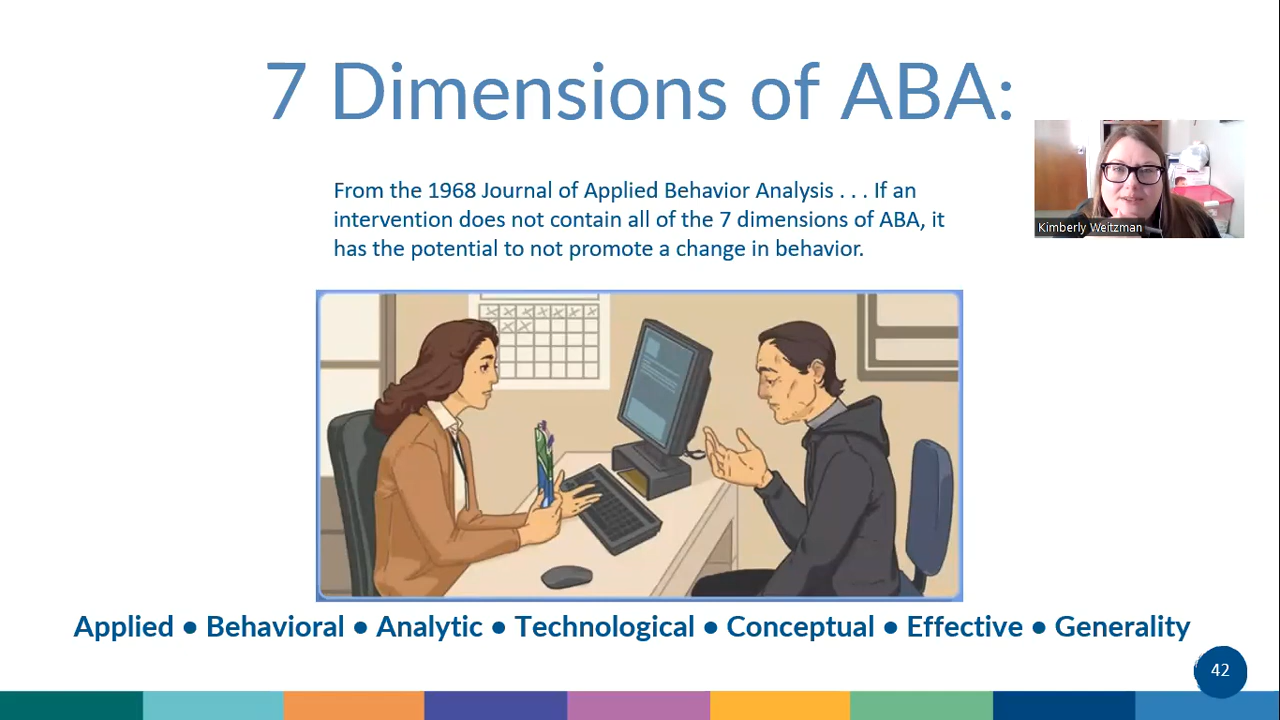 7 Dimensions of ABA:
From the 1968 Journal of Applied Behavior Analysis . . . If an
intervention does not contain all of the 7 dimensions of ABA, it
has the potential to not promote a change in behavior.
Kimberly Weitzman
Applied ● Behavioral ● Analytic ● Technological ● Conceptual ● Effective ● Generality
42